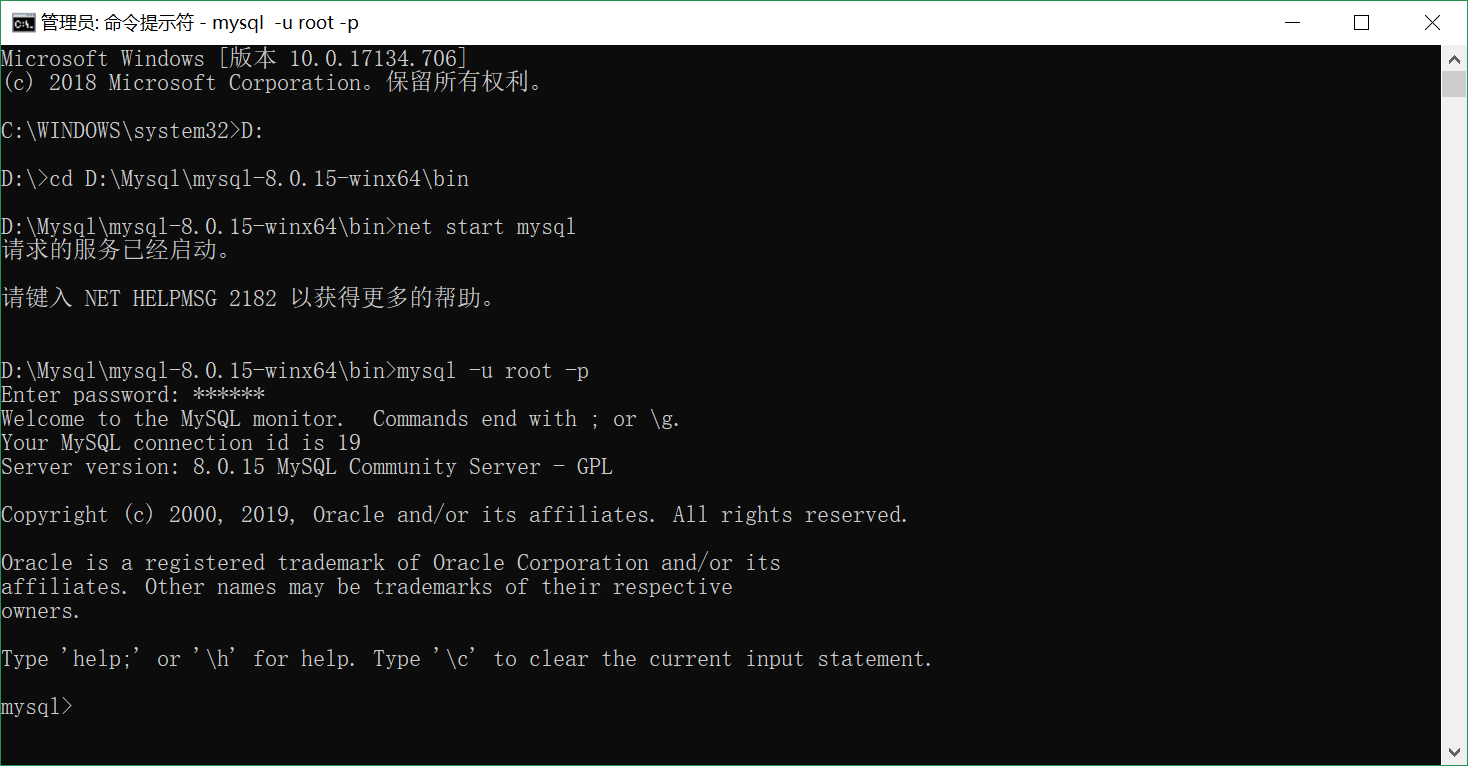 管理员: 命令提示符 - mysql  -u root -p
Microsoft Windows [版本 10.0.17134.706]
(c) 2018 Microsoft Corporation。保留所有权利。
C:\WINDOWS\system32>D:
D:\>cd D:\Mysql\mysql-8.0.15-winx64\bin
D:\Mysql\mysql-8.0.15-winx64\bin>net start mysql
请求的服务已经启动。
请键入 NET HELPMSG 2182 以获得更多的帮助。
D:\Mysql\mysql-8.0.15-winx64\bin>mysql -u root -p
Enter password: ******
Welcome to the MySQL monitor.  Commands end with ; or \g.
Your MySQL connection id is 19
Server version: 8.0.15 MySQL Community Server - GPL
Copyright (c) 2000, 2019, Oracle and/or its affiliates. All rights reserved.
Oracle is a registered trademark of Oracle Corporation and/or its
affiliates. Other names may be trademarks of their respective
owners.
Type 'help;' or '\h' for help. Type '\c' to clear the current input statement.
mysql>